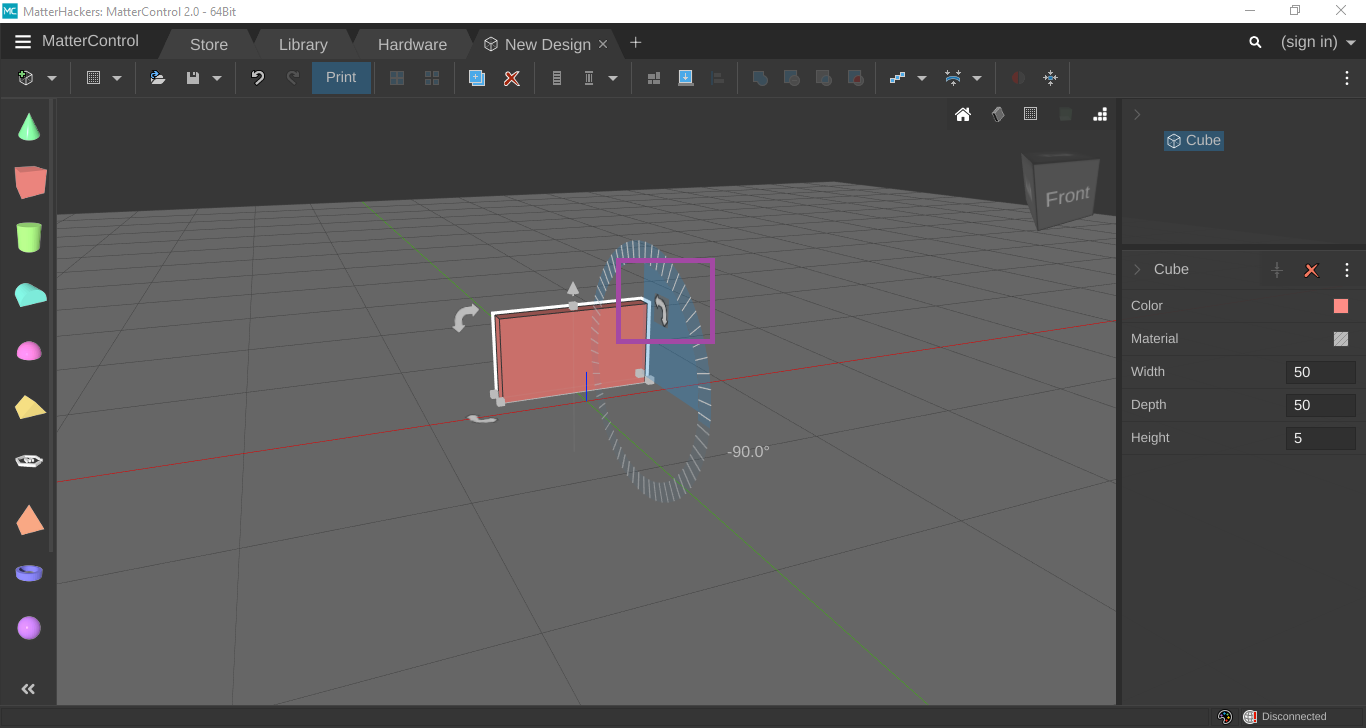 MatterHackers: MatterControl 2.0 - 64Bit
MatterControl
Store
Library
Hardware
New Design
(sign in)
Print
Cube
Front
Cube
Color
Material
Width
50
Depth
50
Height
5
-90.0°
Disconnected